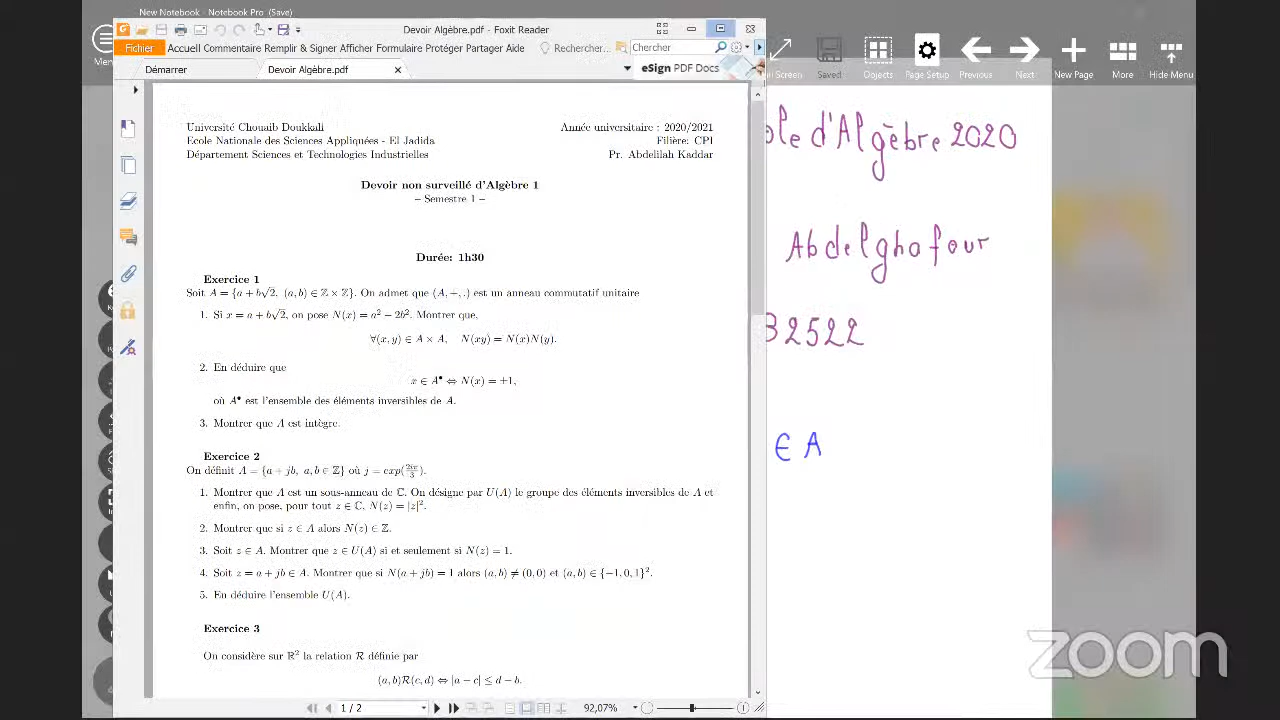 New Notebook - Notebook Pro (Save)
Devoir Algèbre.pdf - Foxit Reader
Fichier Accueil Commentaire Remplir & Signer Afficher Formulaire Protéger Partager Aide Rechercher... Chercher
Démarrer Devoir Algèbre.pdf eSign PDF Docs
Screen Saved Objects Page Setup Previous Next New Page More Hide Menu
Université Chouaib Doukkali Année universitaire : 2020/2021
Ecole Nationale des Sciences Appliquées - El Jadida Filière: CPI
Département Sciences et Technologies Industrielles Pr. Abdelilah Kaddar
Devoir non surveillé d'Algèbre 1
– Semestre 1 –
Durée: 1h30
Exercice 1
Soit A = {a + b√2, (a, b) ∈ ℤ × ℤ}. On admet que (A, +, .) est un anneau commutatif unitaire
1. Si x = a + b√2, on pose N(x) = a² − 2b². Montrer que,
∀(x, y) ∈ A × A, N(xy) = N(x)N(y).
2. En déduire que
x ∈ A• ⇔ N(x) = ±1,
où A• est l'ensemble des éléments inversibles de A.
3. Montrer que A est intègre.
Exercice 2
On définit A = {a + jb, a, b ∈ ℤ} où j = exp(2iπ/3).
1. Montrer que A est un sous-anneau de ℂ. On désigne par U(A) le groupe des éléments inversibles de A et
enfin, on pose, pour tout z ∈ ℂ, N(z) = |z|².
2. Montrer que si z ∈ A alors N(z) ∈ ℤ.
3. Soit z ∈ A. Montrer que z ∈ U(A) si et seulement si N(z) = 1.
4. Soit z = a + jb ∈ A. Montrer que si N(a + jb) = 1 alors (a, b) ≠ (0, 0) et (a, b) ∈ {−1, 0, 1}².
5. En déduire l'ensemble U(A).
Exercice 3
On considère sur ℝ² la relation ℛ définie par
(a, b)ℛ(c, d) ⇔ |a − c| ≤ d − b.
1 / 2 92,07%
ole d'Algèbre 2020
Abdelghafour
32522
∈ A
zoom